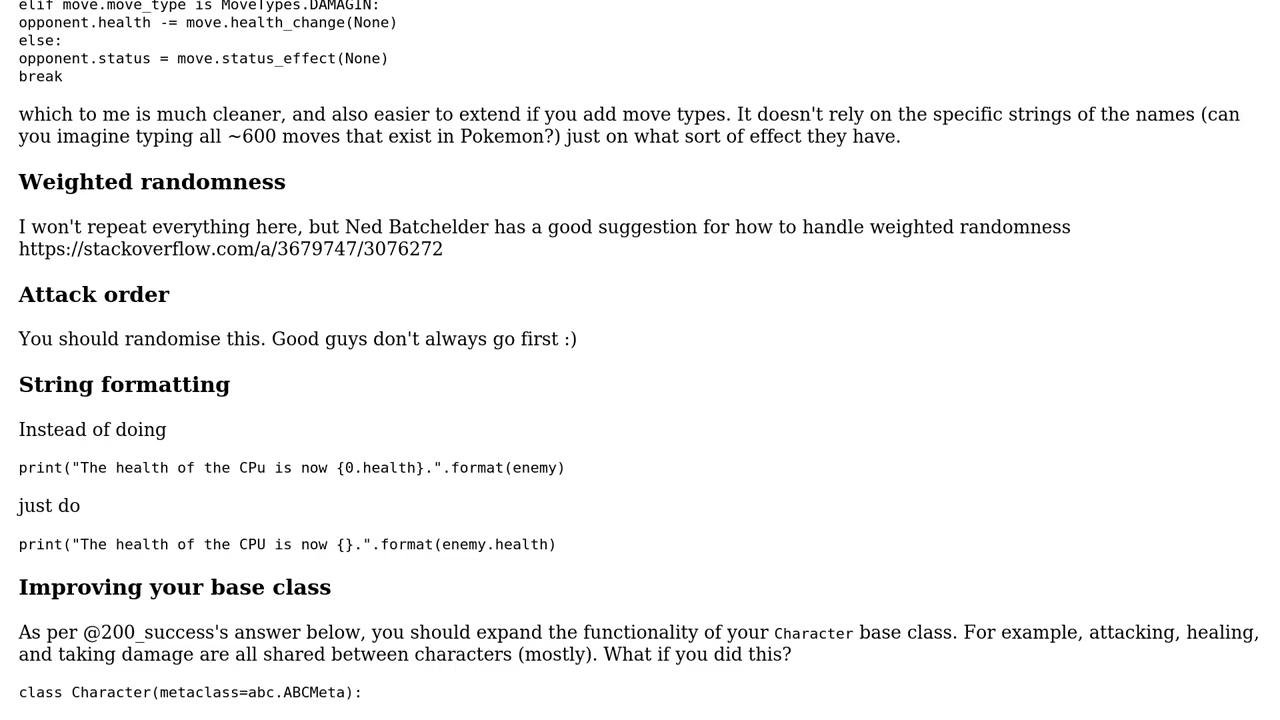 elif move.move_type is MoveTypes.DAMAGIN:
opponent.health -= move.health_change(None)
else:
opponent.status = move.status_effect(None)
break
which to me is much cleaner, and also easier to extend if you add move types. It doesn't rely on the specific strings of the names (can
you imagine typing all ~600 moves that exist in Pokemon?) just on what sort of effect they have.
Weighted randomness
I won't repeat everything here, but Ned Batchelder has a good suggestion for how to handle weighted randomness
https://stackoverflow.com/a/3679747/3076272
Attack order
You should randomise this. Good guys don't always go first :)
String formatting
Instead of doing
print("The health of the CPu is now {0.health}.".format(enemy)
just do
print("The health of the CPU is now {}.".format(enemy.health)
Improving your base class
As per @200_success's answer below, you should expand the functionality of your Character base class. For example, attacking, healing,
and taking damage are all shared between characters (mostly). What if you did this?
class Character(metaclass=abc.ABCMeta):